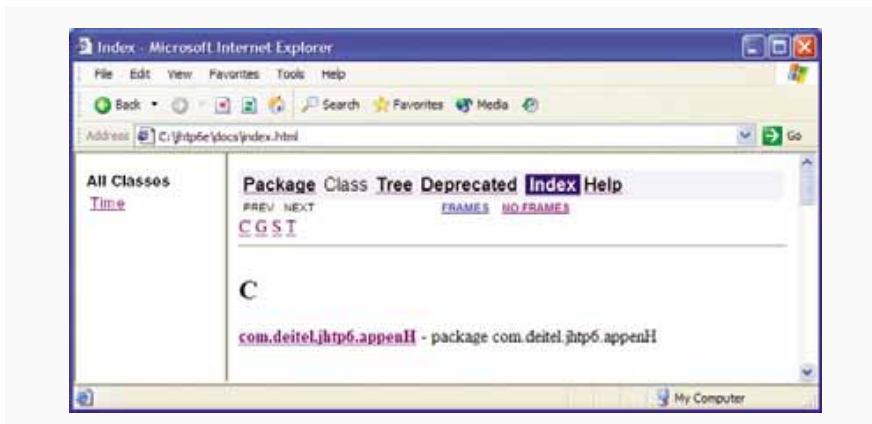 Index - Microsoft Internet Explorer
File Edit View Favorites Tools Help
Back Search Favorites Media
Address C:\jhtp6e\docs\index.html Go
All Classes
Time
Package Class Tree Deprecated Index Help
PREV NEXT FRAMES NO FRAMES
C G S T
C
com.deitel.jhtp6.appenH - package com.deitel.jhtp6.appenH
My Computer